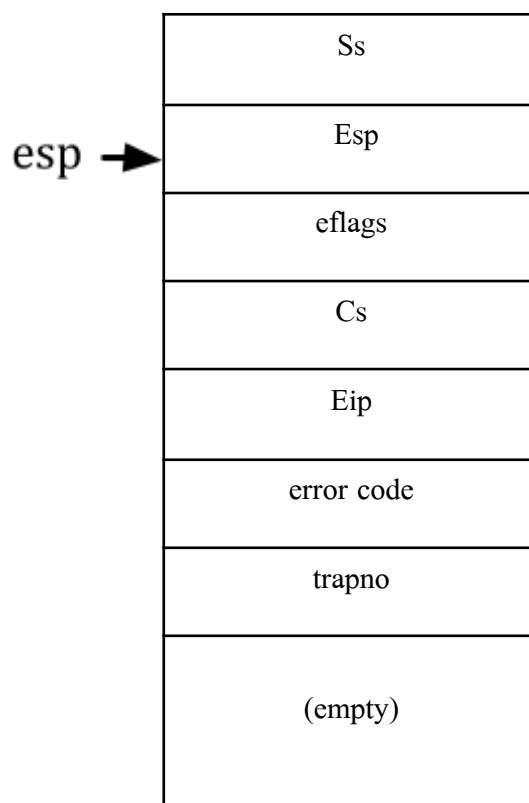 Ss
Esp
esp
eflags
Cs
Eip
error code
trapno
(empty)